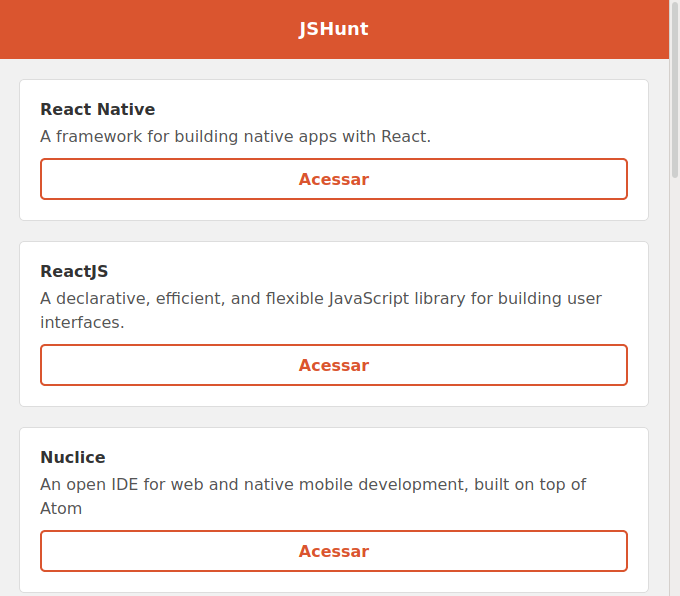 JSHunt
React Native
A framework for building native apps with React.
Acessar
ReactJS
A declarative, efficient, and flexible JavaScript library for building user
interfaces.
Acessar
Nuclice
An open IDE for web and native mobile development, built on top of
Atom
Acessar